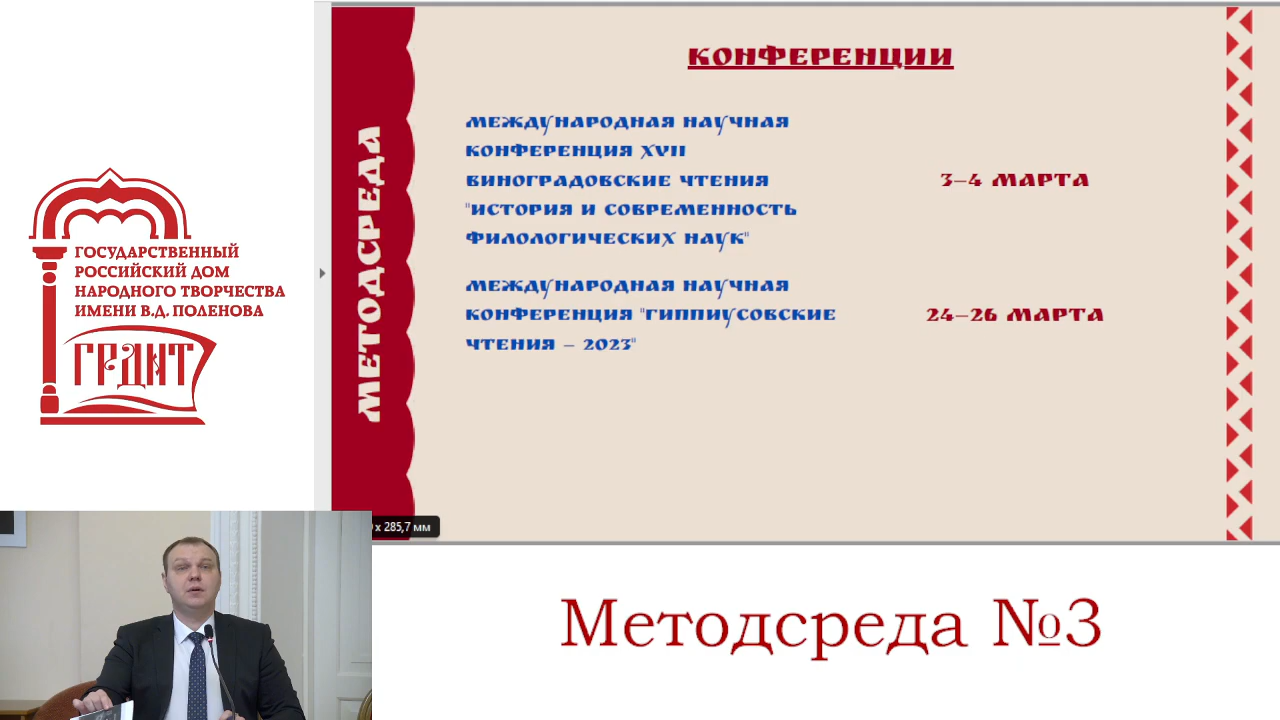 ГОСУДАРСТВЕННЫЙ
РОССИЙСКИЙ ДОМ
НАРОДНОГО ТВОРЧЕСТВА
ИМЕНИ В.Д. ПОЛЕНОВА
ГРДНТ
МЕТОДСРЕДА
КОНФЕРЕНЦИИ
МЕЖДУНАРОДНАЯ НАУЧНАЯ
КОНФЕРЕНЦИЯ XVII
ВИНОГРАДОВСКИЕ ЧТЕНИЯ
"ИСТОРИЯ И СОВРЕМЕННОСТЬ
ФИЛОЛОГИЧЕСКИХ НАУК"
3–4 МАРТА
МЕЖДУНАРОДНАЯ НАУЧНАЯ
КОНФЕРЕНЦИЯ "ГИППИУСОВСКИЕ
ЧТЕНИЯ – 2023"
24–26 МАРТА
x 285,7 мм
Методсреда №3